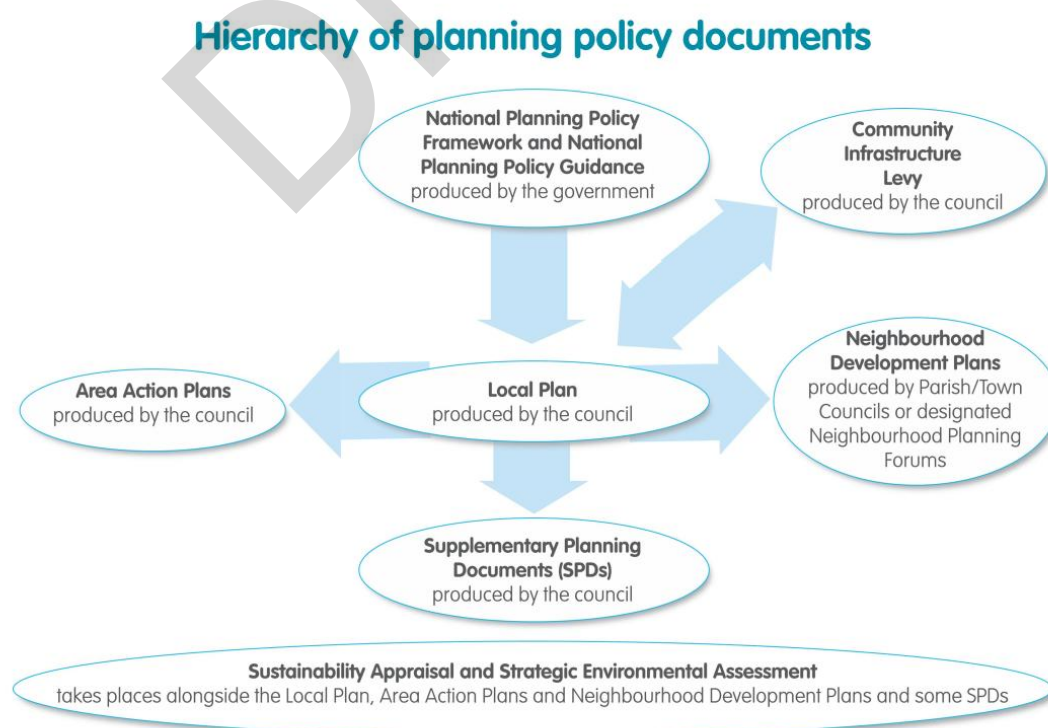 Hierarchy of planning policy documents
National Planning Policy
Framework and National
Planning Policy Guidance
produced by the government
Community
Infrastructure
Levy
produced by the council
Area Action Plans
produced by the council
Local Plan
produced by the council
Neighbourhood
Development Plans
produced by Parish/Town
Councils or designated
Neighbourhood Planning
Forums
Supplementary Planning
Documents (SPDs)
produced by the council
Sustainability Appraisal and Strategic Environmental Assessment
takes places alongside the Local Plan, Area Action Plans and Neighbourhood Development Plans and some SPDs